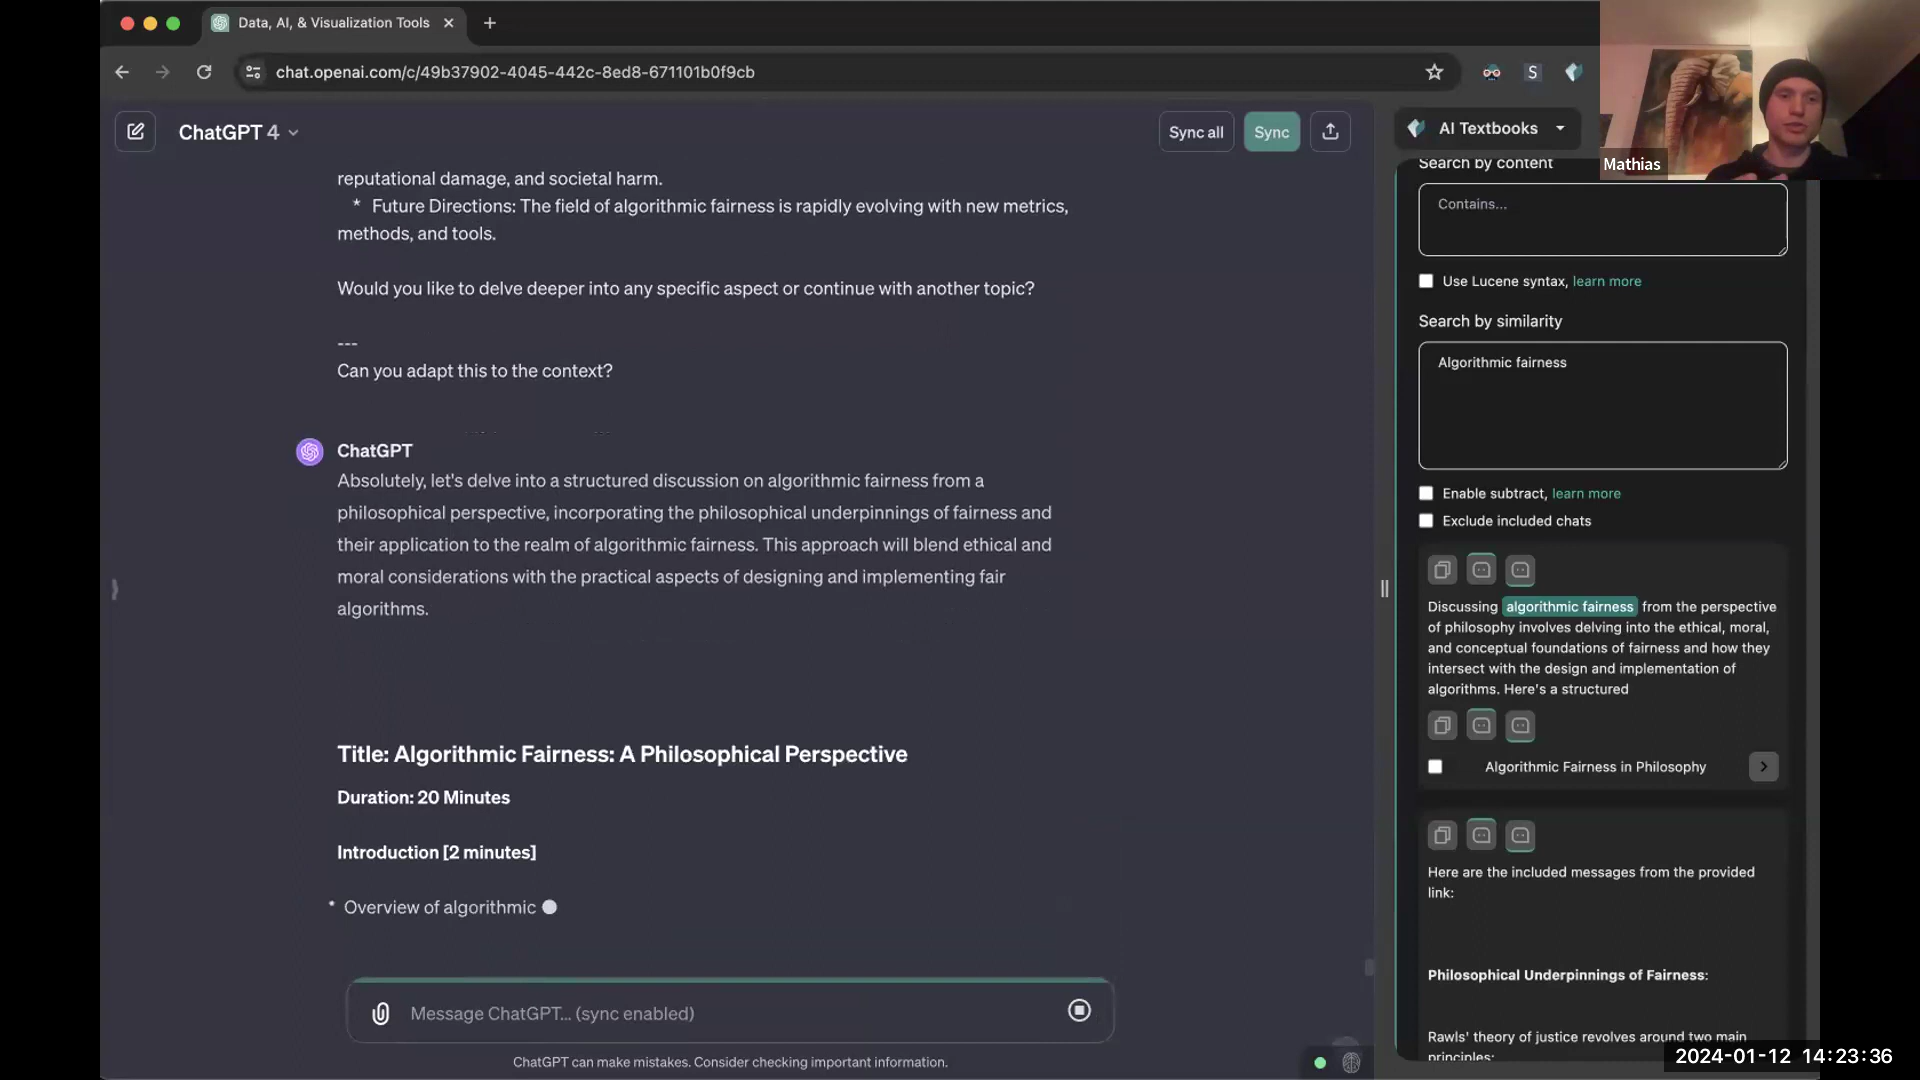 Data, AI, & Visualization Tools
chat.openai.com/c/49b37902-4045-442c-8ed8-671101b0f9cb
S
ChatGPT 4
Sync all
Sync
AI Textbooks
Mathias
reputational damage, and societal harm.
* Future Directions: The field of algorithmic fairness is rapidly evolving with new metrics,
methods, and tools.
Would you like to delve deeper into any specific aspect or continue with another topic?
---
Can you adapt this to the context?
ChatGPT
Absolutely, let's delve into a structured discussion on algorithmic fairness from a
philosophical perspective, incorporating the philosophical underpinnings of fairness and
their application to the realm of algorithmic fairness. This approach will blend ethical and
moral considerations with the practical aspects of designing and implementing fair
algorithms.
Title: Algorithmic Fairness: A Philosophical Perspective
Duration: 20 Minutes
Introduction [2 minutes]
* Overview of algorithmic
Message ChatGPT... (sync enabled)
ChatGPT can make mistakes. Consider checking important information.
Search by content
Contains...
Use Lucene syntax, learn more
Search by similarity
Algorithmic fairness
Enable subtract, learn more
Exclude included chats
Discussing algorithmic fairness from the perspective
of philosophy involves delving into the ethical, moral,
and conceptual foundations of fairness and how they
intersect with the design and implementation of
algorithms. Here's a structured
Algorithmic Fairness in Philosophy
Here are the included messages from the provided
link:
Philosophical Underpinnings of Fairness:
Rawls' theory of justice revolves around two main
principles:
2024-01-12 14:23:36